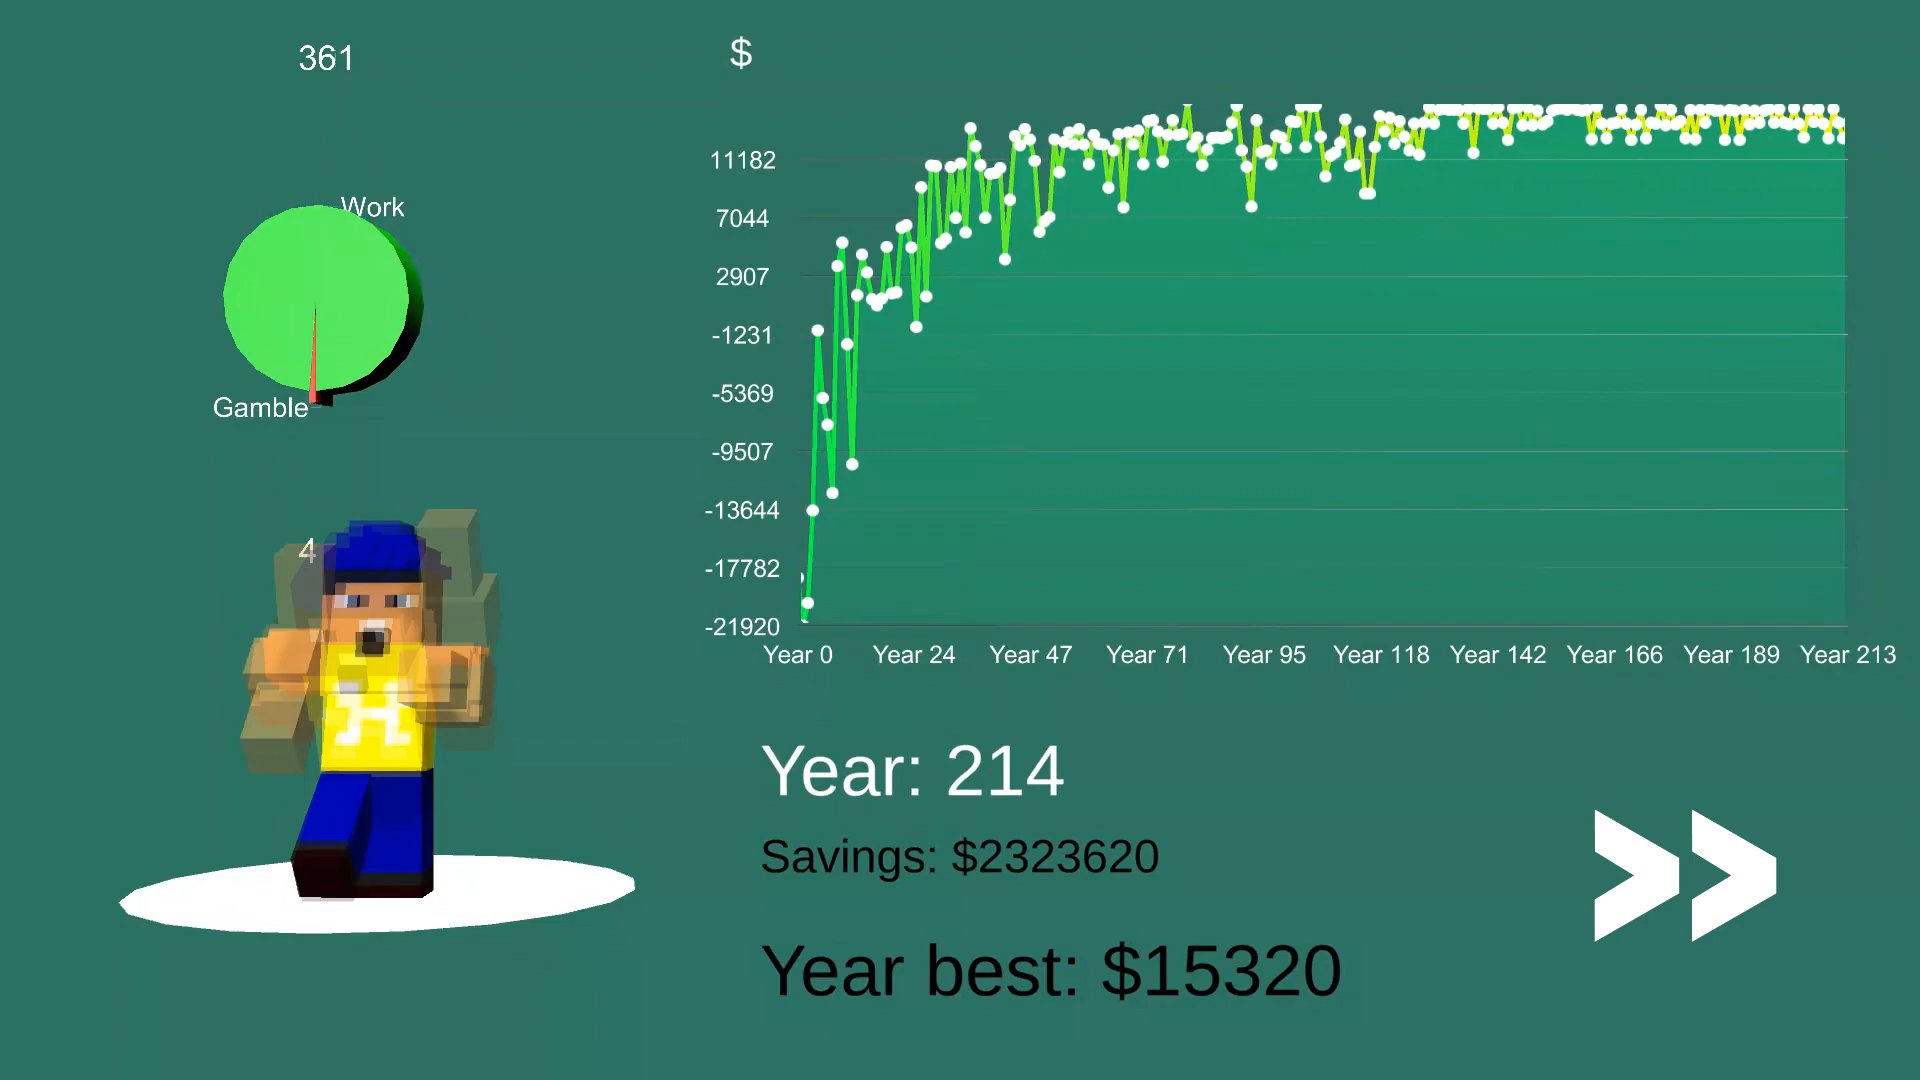 361
$
Work
Gamble
4
11182
7044
2907
-1231
-5369
-9507
-13644
-17782
-21920
Year 0 Year 24 Year 47 Year 71 Year 95 Year 118 Year 142 Year 166 Year 189 Year 213
Year: 214
Savings: $2323620
Year best: $15320